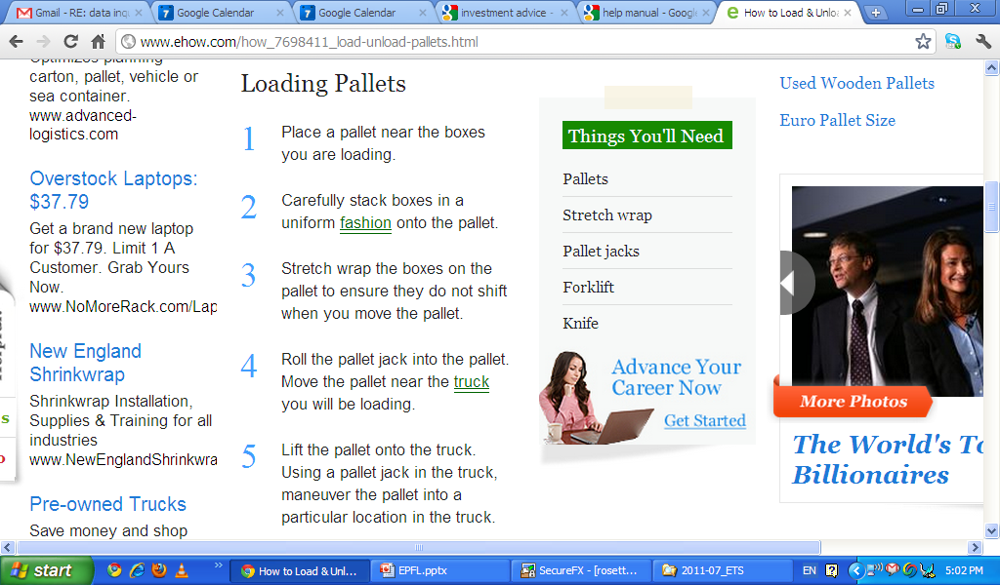 Gmail - RE: data inqu
Google Calendar
Google Calendar
investment advice -
help manual - Google
How to Load & Unloa
www.ehow.com/how_7698411_load-unload-pallets.html
Optimizes planning
carton, pallet, vehicle or
sea container.
www.advanced-
logistics.com
Overstock Laptops:
$37.79
Get a brand new laptop
for $37.79. Limit 1 A
Customer. Grab Yours
Now.
www.NoMoreRack.com/Lap
New England
Shrinkwrap
Shrinkwrap Installation,
Supplies & Training for all
industries
www.NewEnglandShrinkwra
Pre-owned Trucks
Save money and shop
Loading Pallets
1 Place a pallet near the boxes
you are loading.
2 Carefully stack boxes in a
uniform fashion onto the pallet.
3 Stretch wrap the boxes on the
pallet to ensure they do not shift
when you move the pallet.
4 Roll the pallet jack into the pallet.
Move the pallet near the truck
you will be loading.
5 Lift the pallet onto the truck.
Using a pallet jack in the truck,
maneuver the pallet into a
particular location in the truck.
Things You'll Need
Pallets
Stretch wrap
Pallet jacks
Forklift
Knife
Advance Your
Career Now
Get Started
Used Wooden Pallets
Euro Pallet Size
More Photos
The World's To
Billionaires
start
How to Load & Unl...
EPFL.pptx
SecureFX - [rosett...
2011-07_ETS
EN
5:02 PM